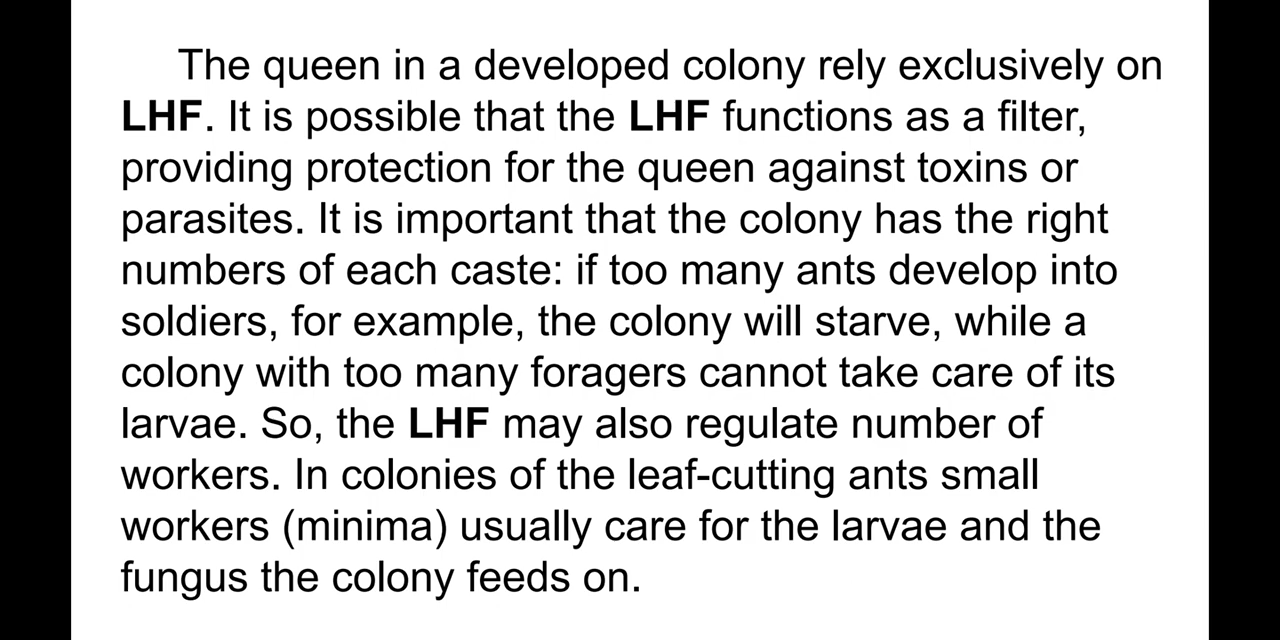 The queen in a developed colony rely exclusively on
LHF. It is possible that the LHF functions as a filter,
providing protection for the queen against toxins or
parasites. It is important that the colony has the right
numbers of each caste: if too many ants develop into
soldiers, for example, the colony will starve, while a
colony with too many foragers cannot take care of its
larvae. So, the LHF may also regulate number of
workers. In colonies of the leaf-cutting ants small
workers (minima) usually care for the larvae and the
fungus the colony feeds on.